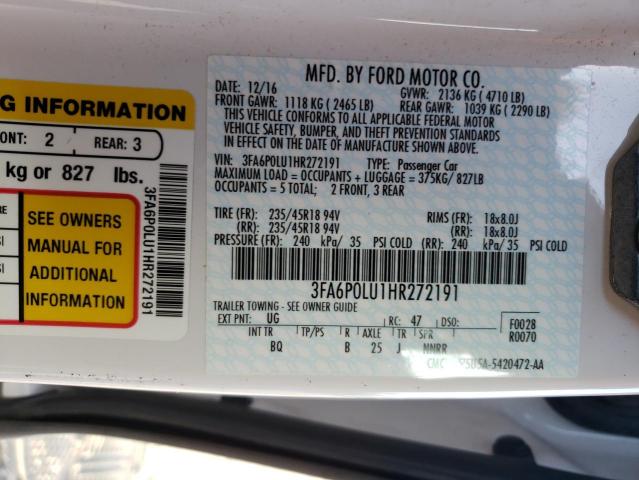 G INFORMATION
ONT: 2 REAR: 3
kg or 827 lbs.
SEE OWNERS
MANUAL FOR
ADDITIONAL
INFORMATION
3FA6P0LU1HR272191
MFD. BY FORD MOTOR CO.
DATE: 12/16 GVWR: 2136 KG ( 4710 LB)
FRONT GAWR: 1118 KG ( 2465 LB) REAR GAWR: 1039 KG ( 2290 LB)
THIS VEHICLE CONFORMS TO ALL APPLICABLE FEDERAL MOTOR
VEHICLE SAFETY, BUMPER, AND THEFT PREVENTION STANDARDS
IN EFFECT ON THE DATE OF MANUFACTURE SHOWN ABOVE.
VIN: 3FA6P0LU1HR272191 TYPE: Passenger Car
MAXIMUM LOAD = OCCUPANTS + LUGGAGE = 375KG/827LB
OCCUPANTS = 5 TOTAL; 2 FRONT, 3 REAR
TIRE (FR): 235/45R18 94V RIMS (FR): 18x8.0J
(RR): 235/45R18 94V (RR): 18x8.0J
PRESSURE (FR): 240 kPa/ 35 PSI COLD (RR): 240 kPa/ 35 PSI COLD
3FA6P0LU1HR272191
TRAILER TOWING - SEE OWNER GUIDE
EXT PNT: UG RC: 47 DSO: F0028
R0070
INT TR TP/PS R AXLE TR SPR
BQ B 25 J NNRR
CMC 5U5A-5420472-AA